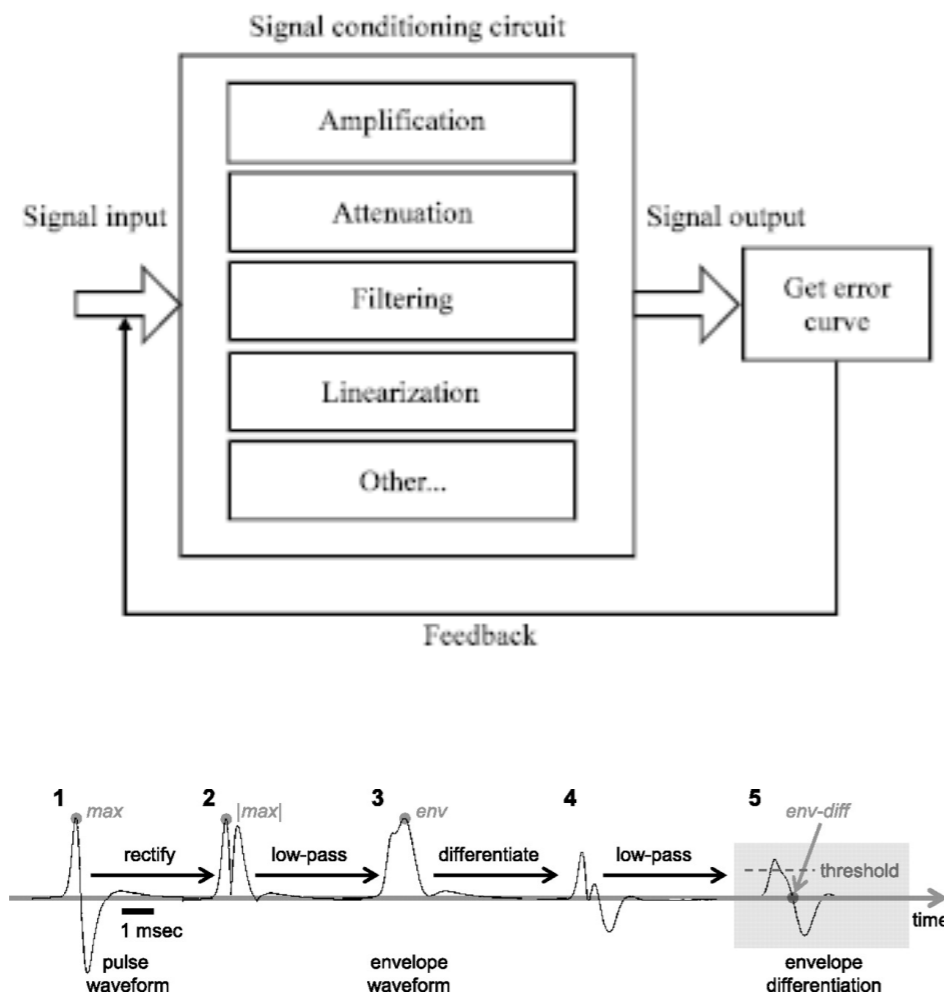 Signal conditioning circuit
Amplification
Attenuation
Signal input
Signal output
Filtering
Get error
curve
Linearization
Other...
Feedback
1 max 2 |max| 3 env 4 5 env-diff
rectify low-pass differentiate low-pass threshold
1 msec time
pulse
waveform
envelope
waveform
envelope
differentiation